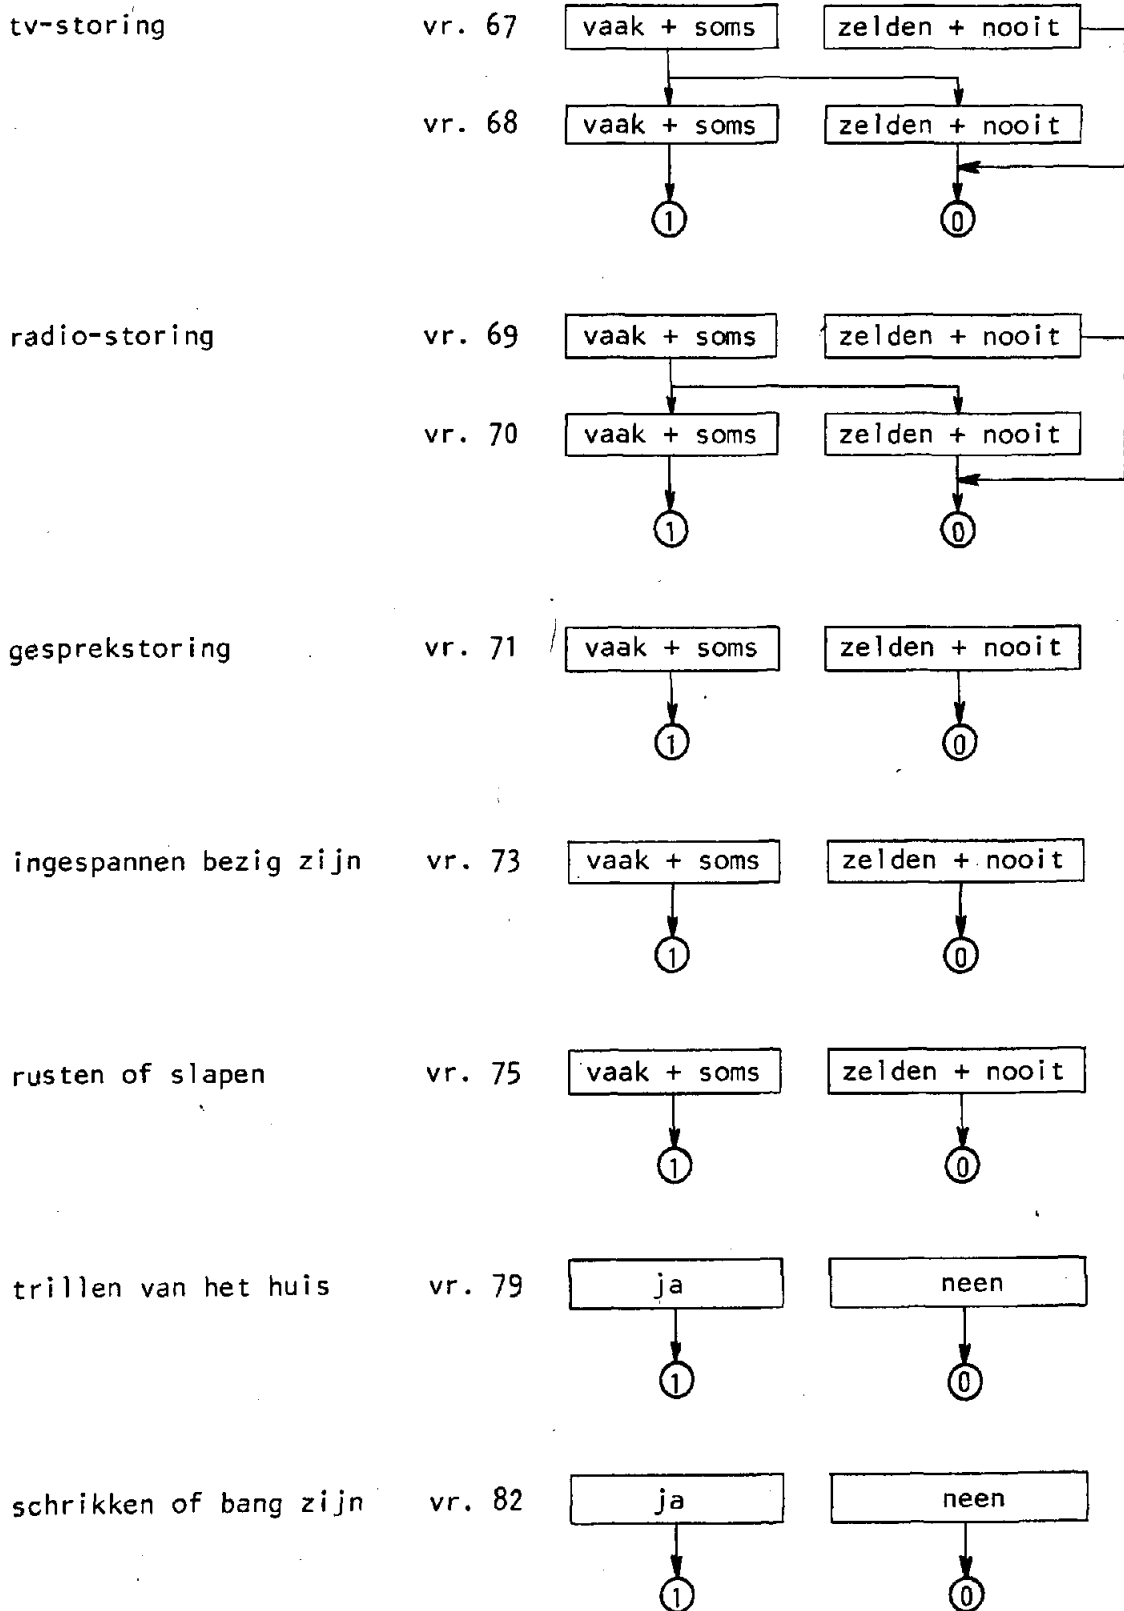 tv-storing vr. 67 vaak + soms zelden + nooit
vr. 68 vaak + soms zelden + nooit
1 0
radio-storing vr. 69 vaak + soms zelden + nooit
vr. 70 vaak + soms zelden + nooit
1 0
gesprekstoring vr. 71 vaak + soms zelden + nooit
1 0
ingespannen bezig zijn vr. 73 vaak + soms zelden + nooit
1 0
rusten of slapen vr. 75 vaak + soms zelden + nooit
1 0
trillen van het huis vr. 79 ja neen
1 0
schrikken of bang zijn vr. 82 ja neen
1 0